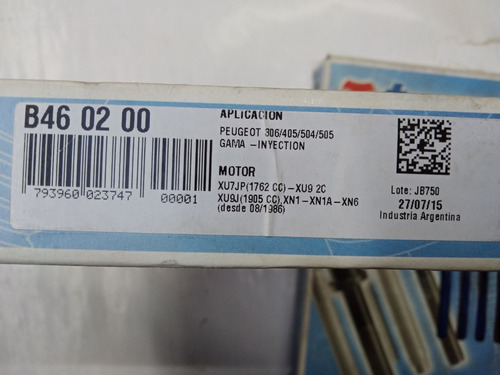 B46 02 00
793960 023747 00001
APLICACION
PEUGEOT 306/405/504/505
GAMA -INYECTION
MOTOR
XU7JP(1762 CC)-XU9 2C
XU9J(1905 CC),XN1-XN1A-XN6
(desde 08/1986)
Lote: JB750
27/07/15
Industria Argentina